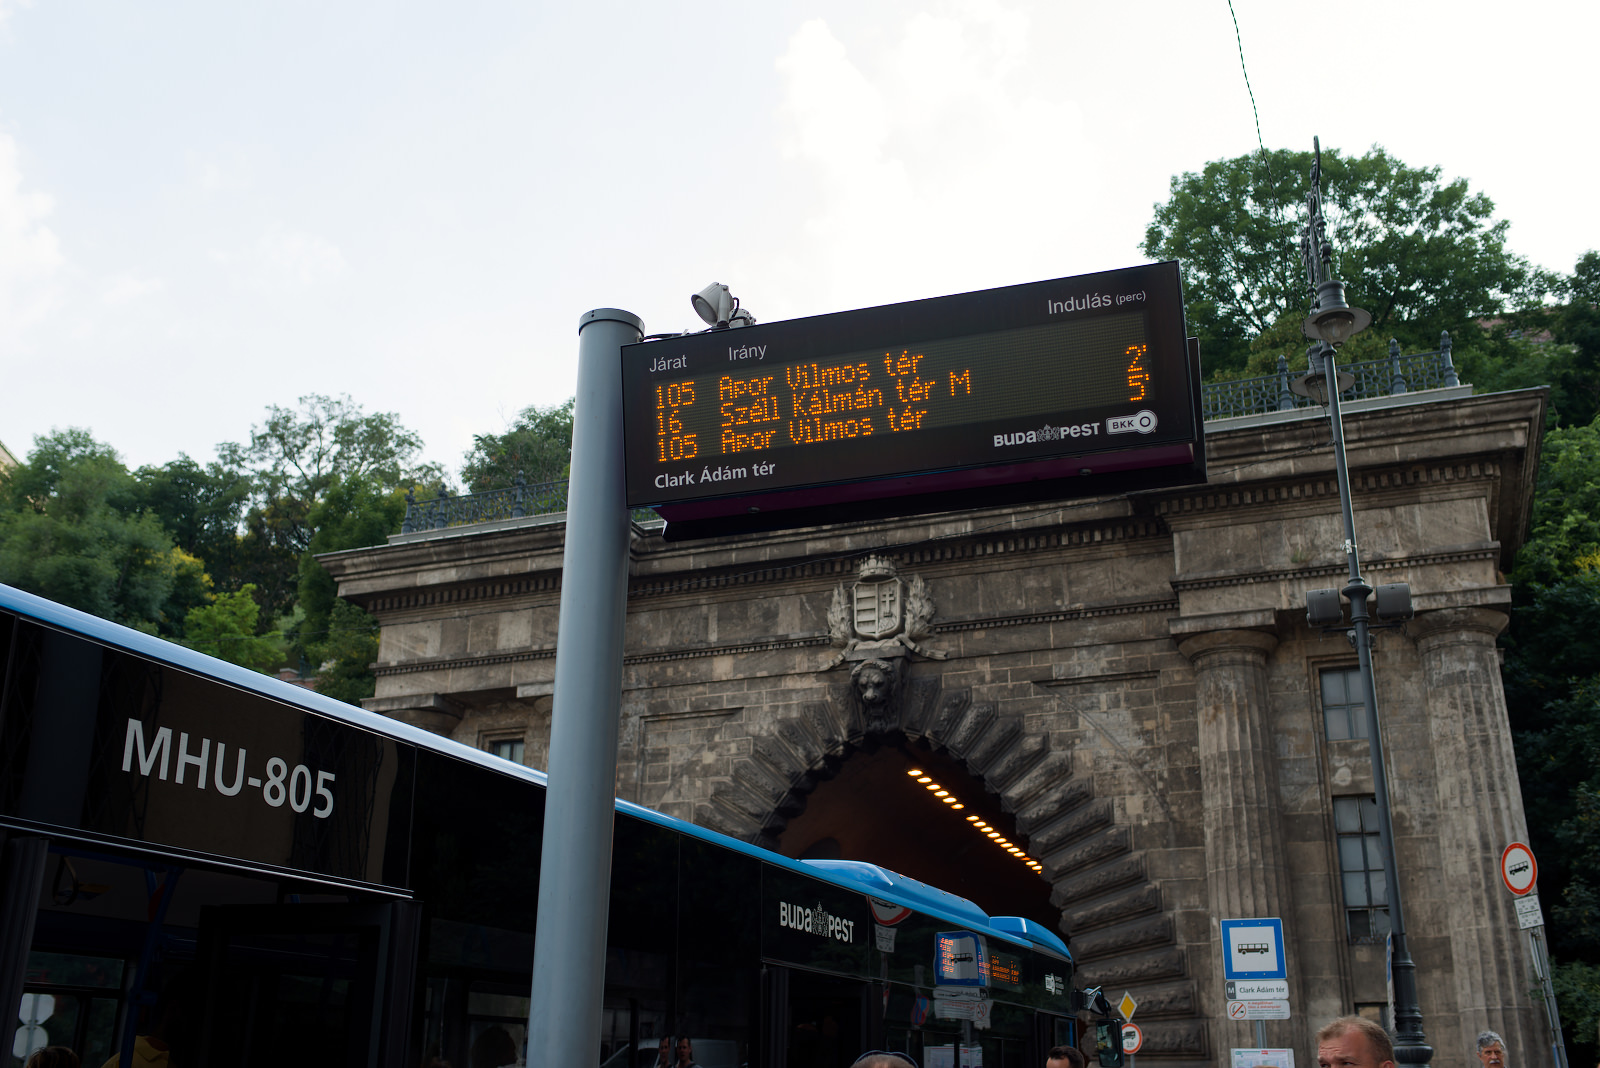 Járat Irány Indulás (perc)
105 Apor Vilmos tér 2'
16 Széll Kálmán tér M 5'
105 Apor Vilmos tér
Clark Ádám tér
BUDAPEST BKK
MHU-805
BUDAPEST
M Clark Ádám tér